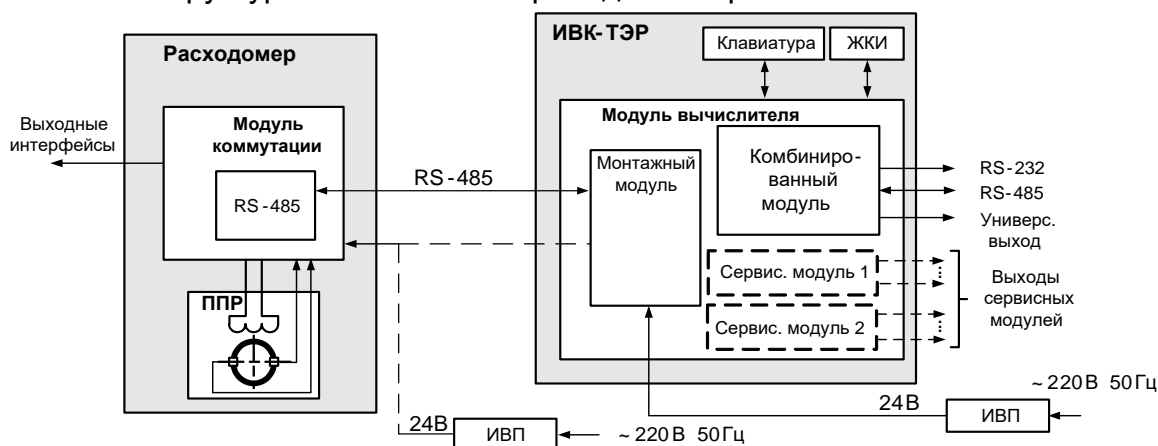 Расходомер
Модуль
коммутации
RS-485
Выходные
интерфейсы
ППР
RS-485
ИВК-ТЭР
Клавиатура
ЖКИ
Модуль вычислителя
Монтажный
модуль
Комбиниро-
ванный
модуль
RS-232
RS-485
Универс.
выход
Сервис. модуль 1
Сервис. модуль 2
Выходы
сервисных
модулей
24В
ИВП
~220В 50Гц
24В
ИВП
~220В 50Гц